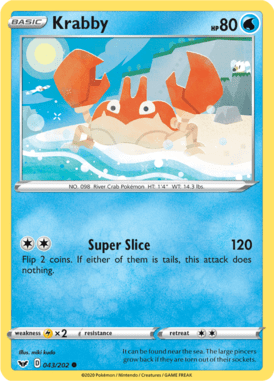 BASIC
Krabby
HP80
NO. 098 River Crab Pokémon HT: 1'4" WT: 14.3 lbs.
Super Slice 120
Flip 2 coins. If either of them is tails, this attack does
nothing.
weakness ×2 resistance retreat
Illus. miki kudo
It can be found near the sea. The large pincers
grow back if they are torn out of their sockets.
D 043/202
©2020 Pokémon / Nintendo / Creatures / GAME FREAK